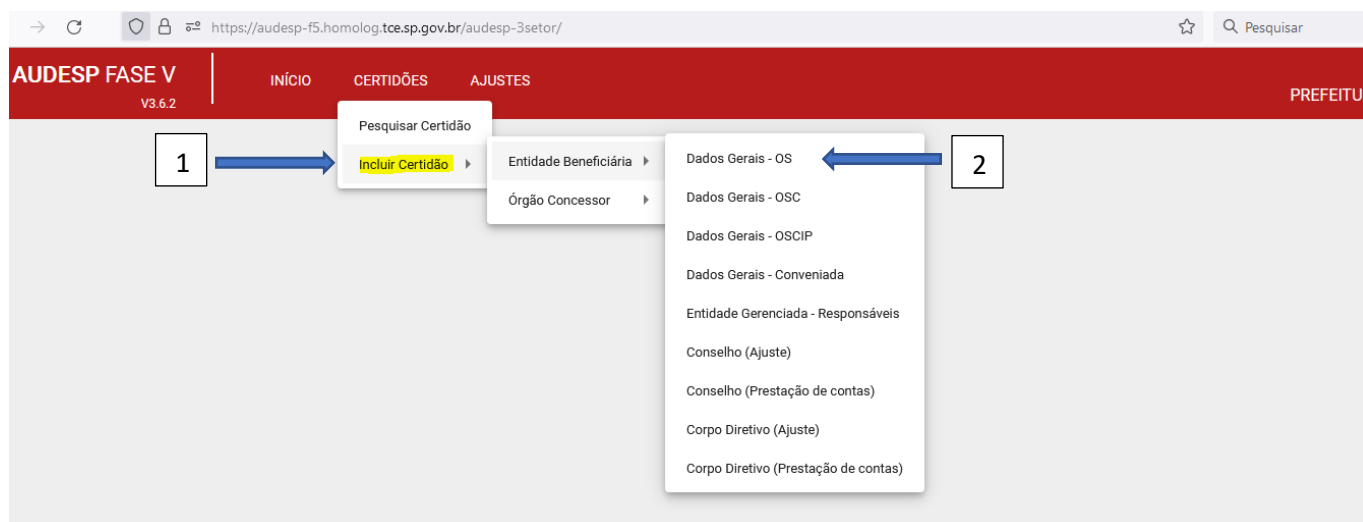 https://audesp-f5.homolog.tce.sp.gov.br/audesp-3setor/
Pesquisar
AUDESP FASE V
V3.6.2
INÍCIO
CERTIDÕES
AJUSTES
PREFEITU
Pesquisar Certidão
1
Incluir Certidão
Entidade Beneficiária
Órgão Concessor
Dados Gerais - OS
2
Dados Gerais - OSC
Dados Gerais - OSCIP
Dados Gerais - Conveniada
Entidade Gerenciada - Responsáveis
Conselho (Ajuste)
Conselho (Prestação de contas)
Corpo Diretivo (Ajuste)
Corpo Diretivo (Prestação de contas)